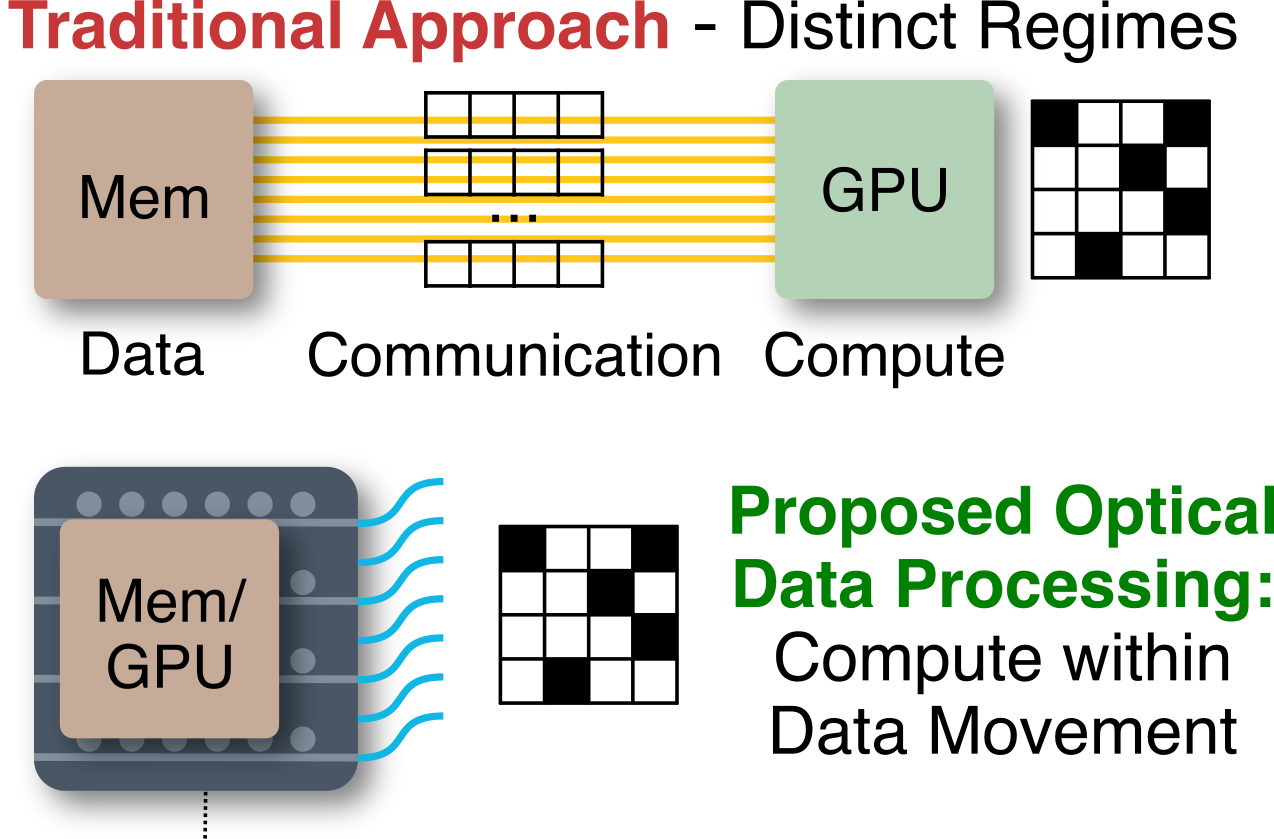 Traditional Approach - Distinct Regimes
Mem
...
GPU
Data
Communication
Compute
Mem/
GPU
Proposed Optical
Data Processing:
Compute within
Data Movement